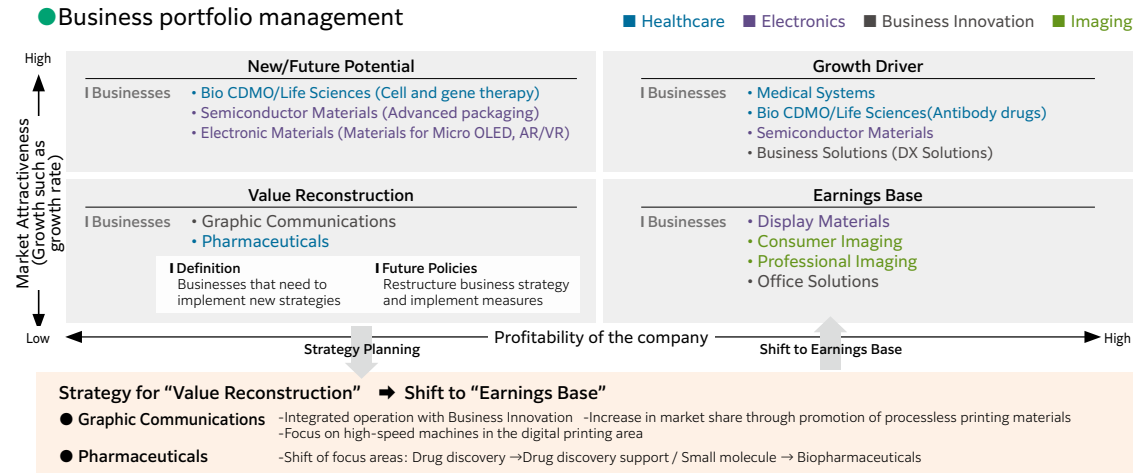 ●Business portfolio management
■ Healthcare ■ Electronics ■ Business Innovation ■ Imaging
High
Market Attractiveness
(Growth such as
growth rate)
Low
New/Future Potential
Businesses
• Bio CDMO/Life Sciences (Cell and gene therapy)
• Semiconductor Materials (Advanced packaging)
• Electronic Materials (Materials for Micro OLED, AR/VR)
Growth Driver
Businesses
• Medical Systems
• Bio CDMO/Life Sciences(Antibody drugs)
• Semiconductor Materials
• Business Solutions (DX Solutions)
Value Reconstruction
Businesses
• Graphic Communications
• Pharmaceuticals
Definition
Businesses that need to
implement new strategies
Future Policies
Restructure business strategy
and implement measures
Earnings Base
Businesses
• Display Materials
• Consumer Imaging
• Professional Imaging
• Office Solutions
Profitability of the company
High
Strategy Planning
Shift to Earnings Base
Strategy for “Value Reconstruction” ➡ Shift to “Earnings Base”
● Graphic Communications -Integrated operation with Business Innovation -Increase in market share through promotion of processless printing materials
-Focus on high-speed machines in the digital printing area
● Pharmaceuticals -Shift of focus areas: Drug discovery →Drug discovery support / Small molecule → Biopharmaceuticals